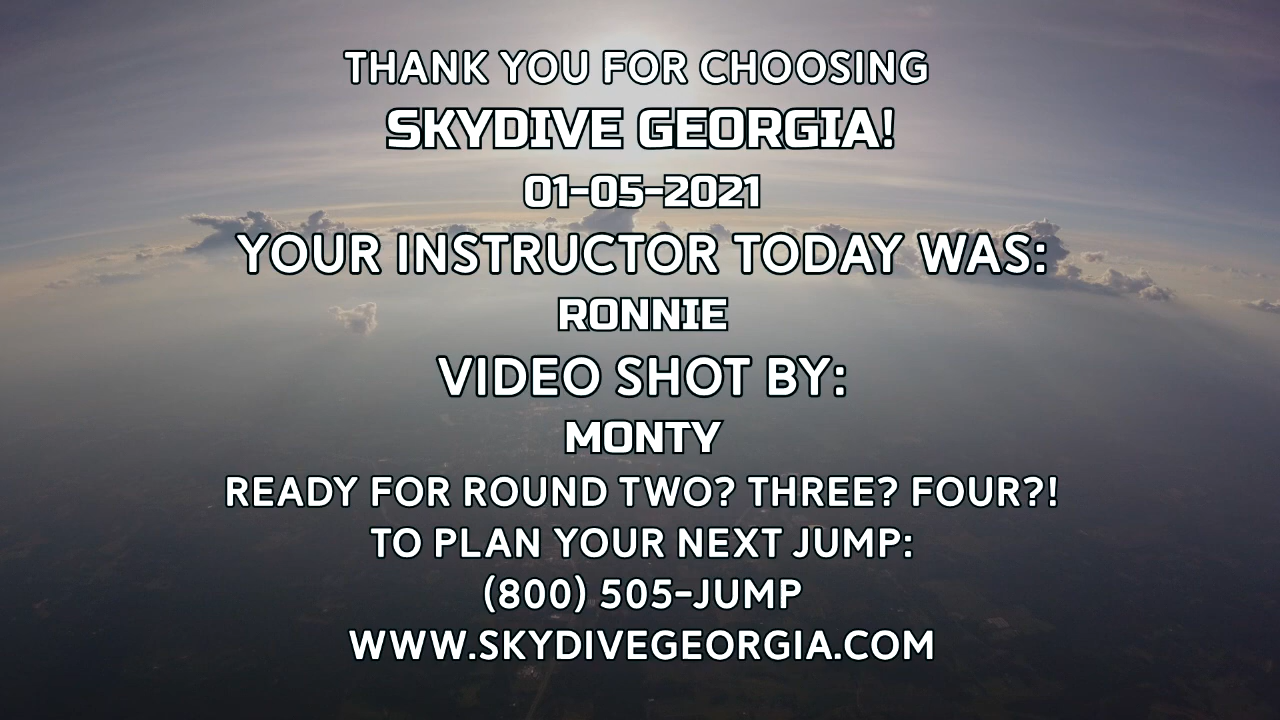 THANK YOU FOR CHOOSING
SKYDIVE GEORGIA!
01-05-2021
YOUR INSTRUCTOR TODAY WAS:
RONNIE
VIDEO SHOT BY:
MONTY
READY FOR ROUND TWO? THREE? FOUR?!
TO PLAN YOUR NEXT JUMP:
(800) 505-JUMP
WWW.SKYDIVEGEORGIA.COM